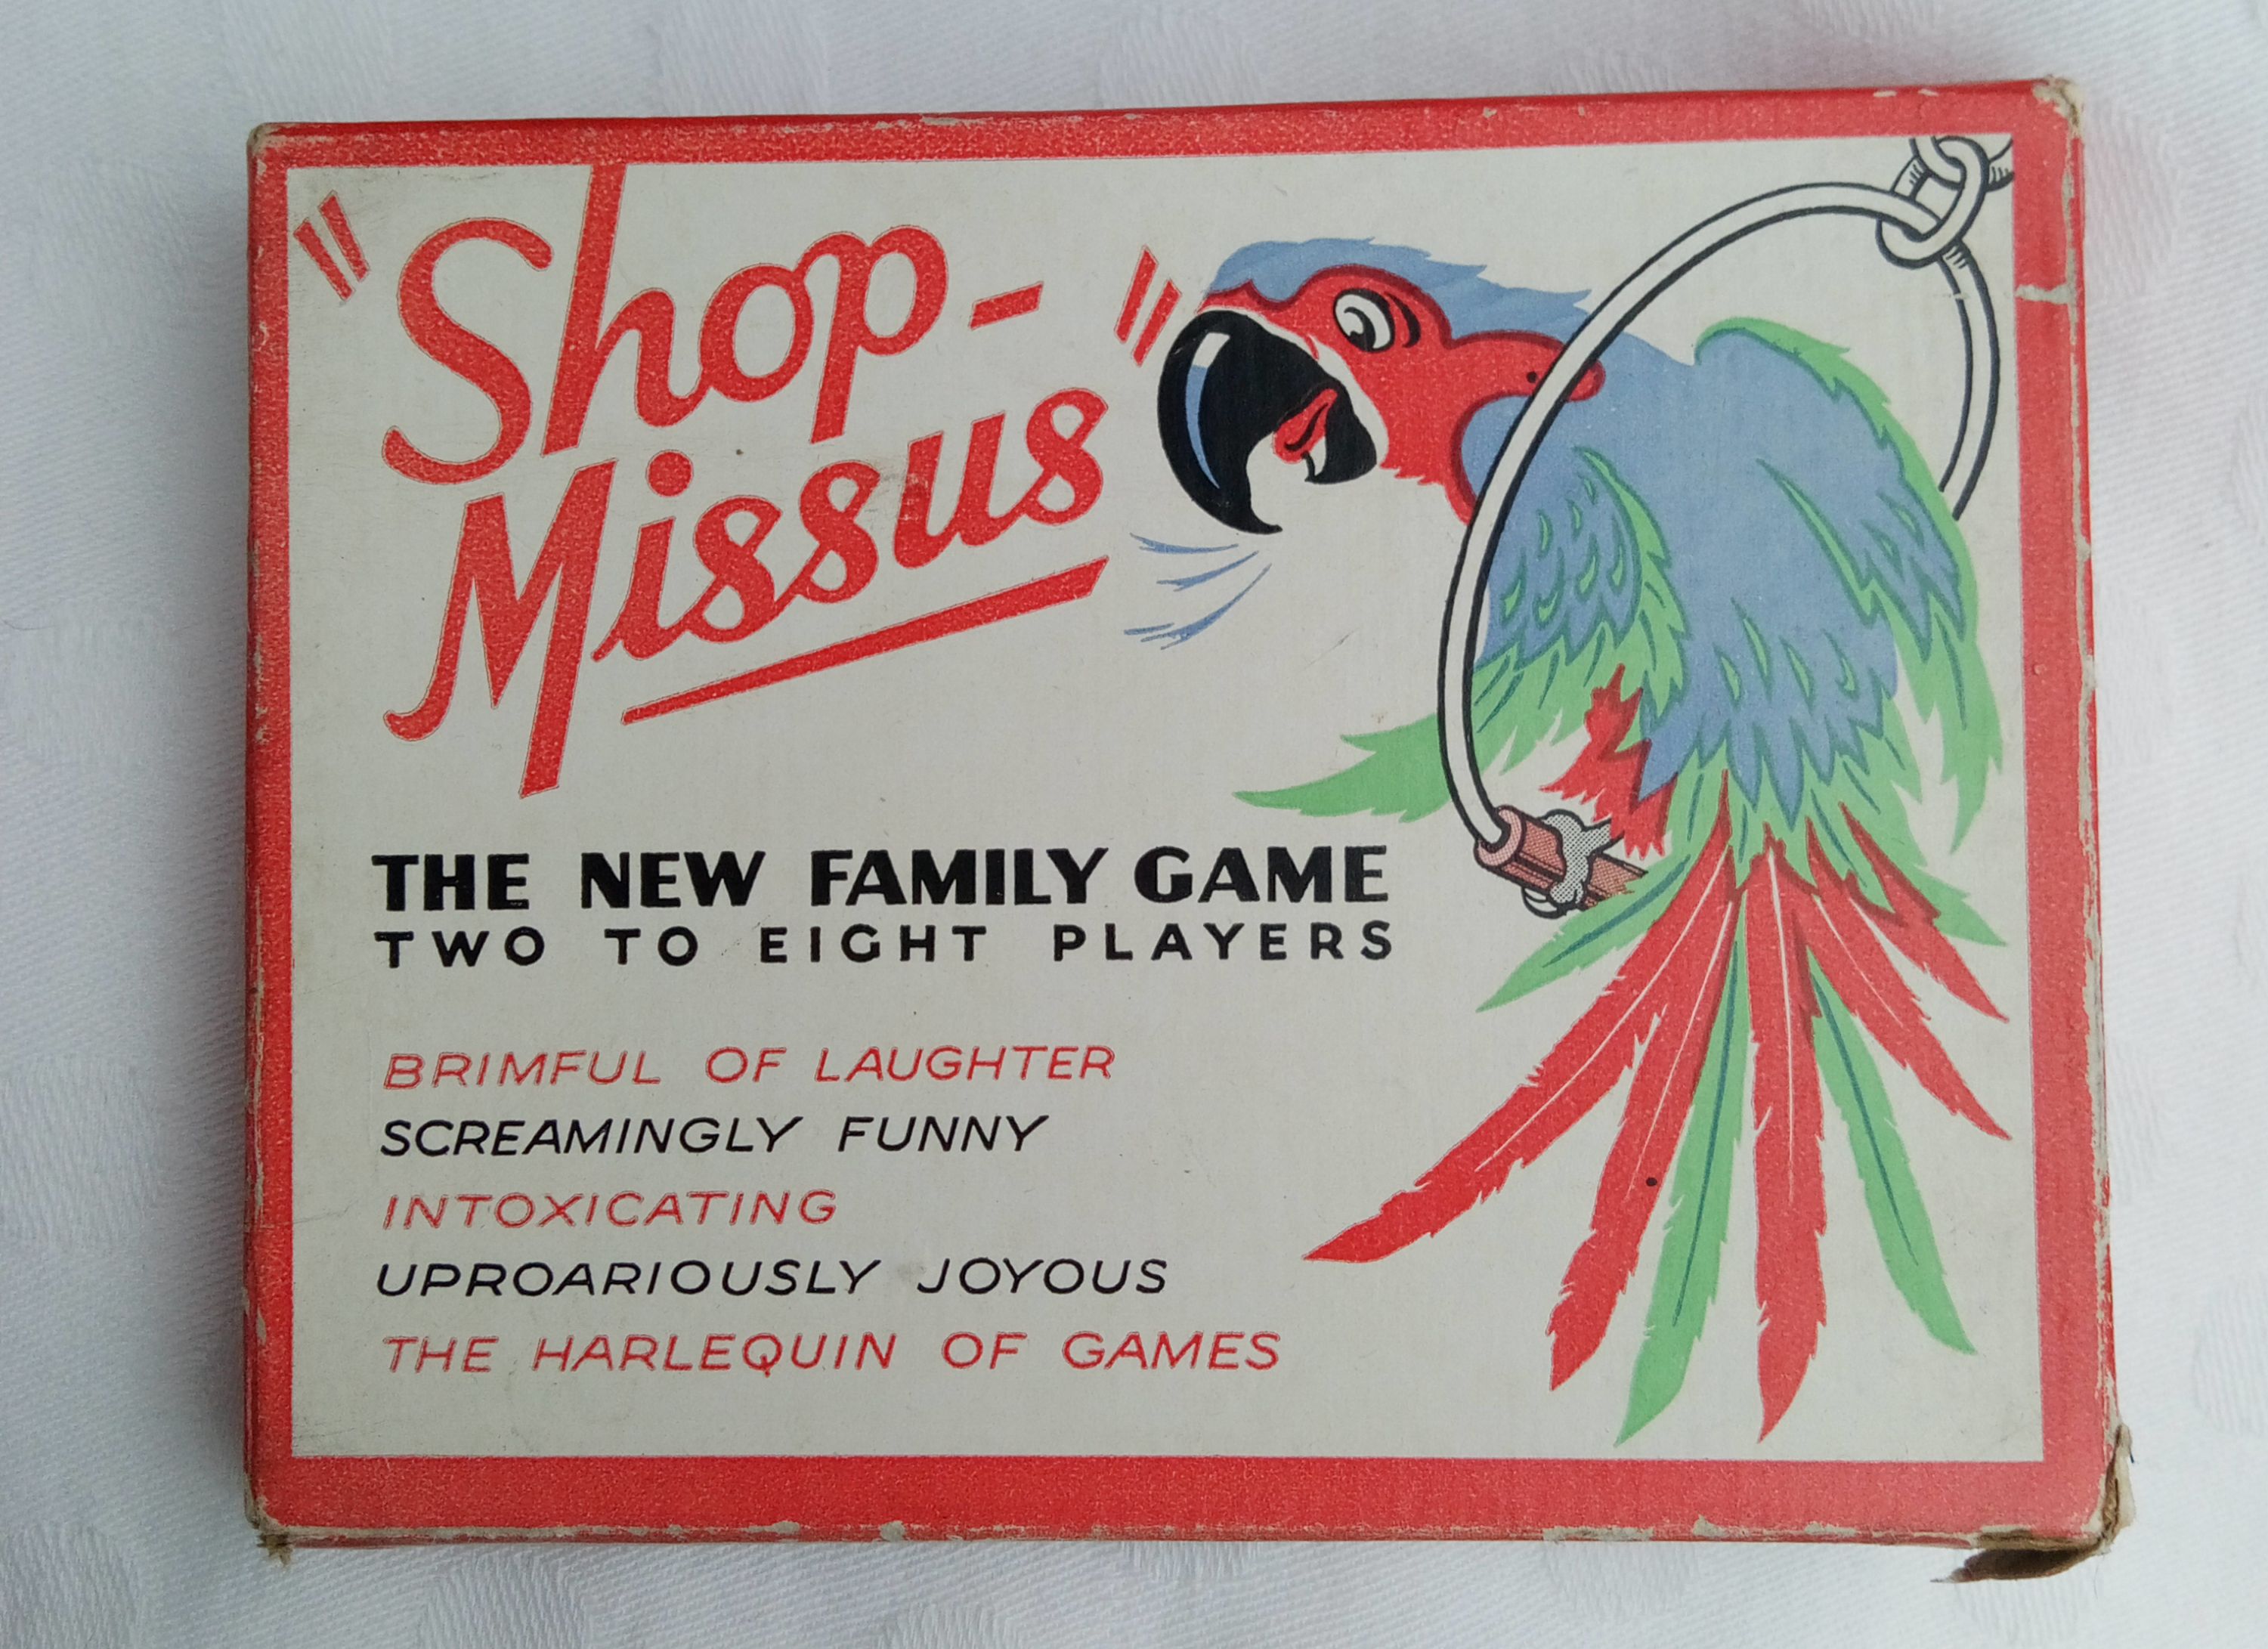 "Shop-
Missus"
THE NEW FAMILY GAME
TWO TO EIGHT PLAYERS
BRIMFUL OF LAUGHTER
SCREAMINGLY FUNNY
INTOXICATING
UPROARIOUSLY JOYOUS
THE HARLEQUIN OF GAMES